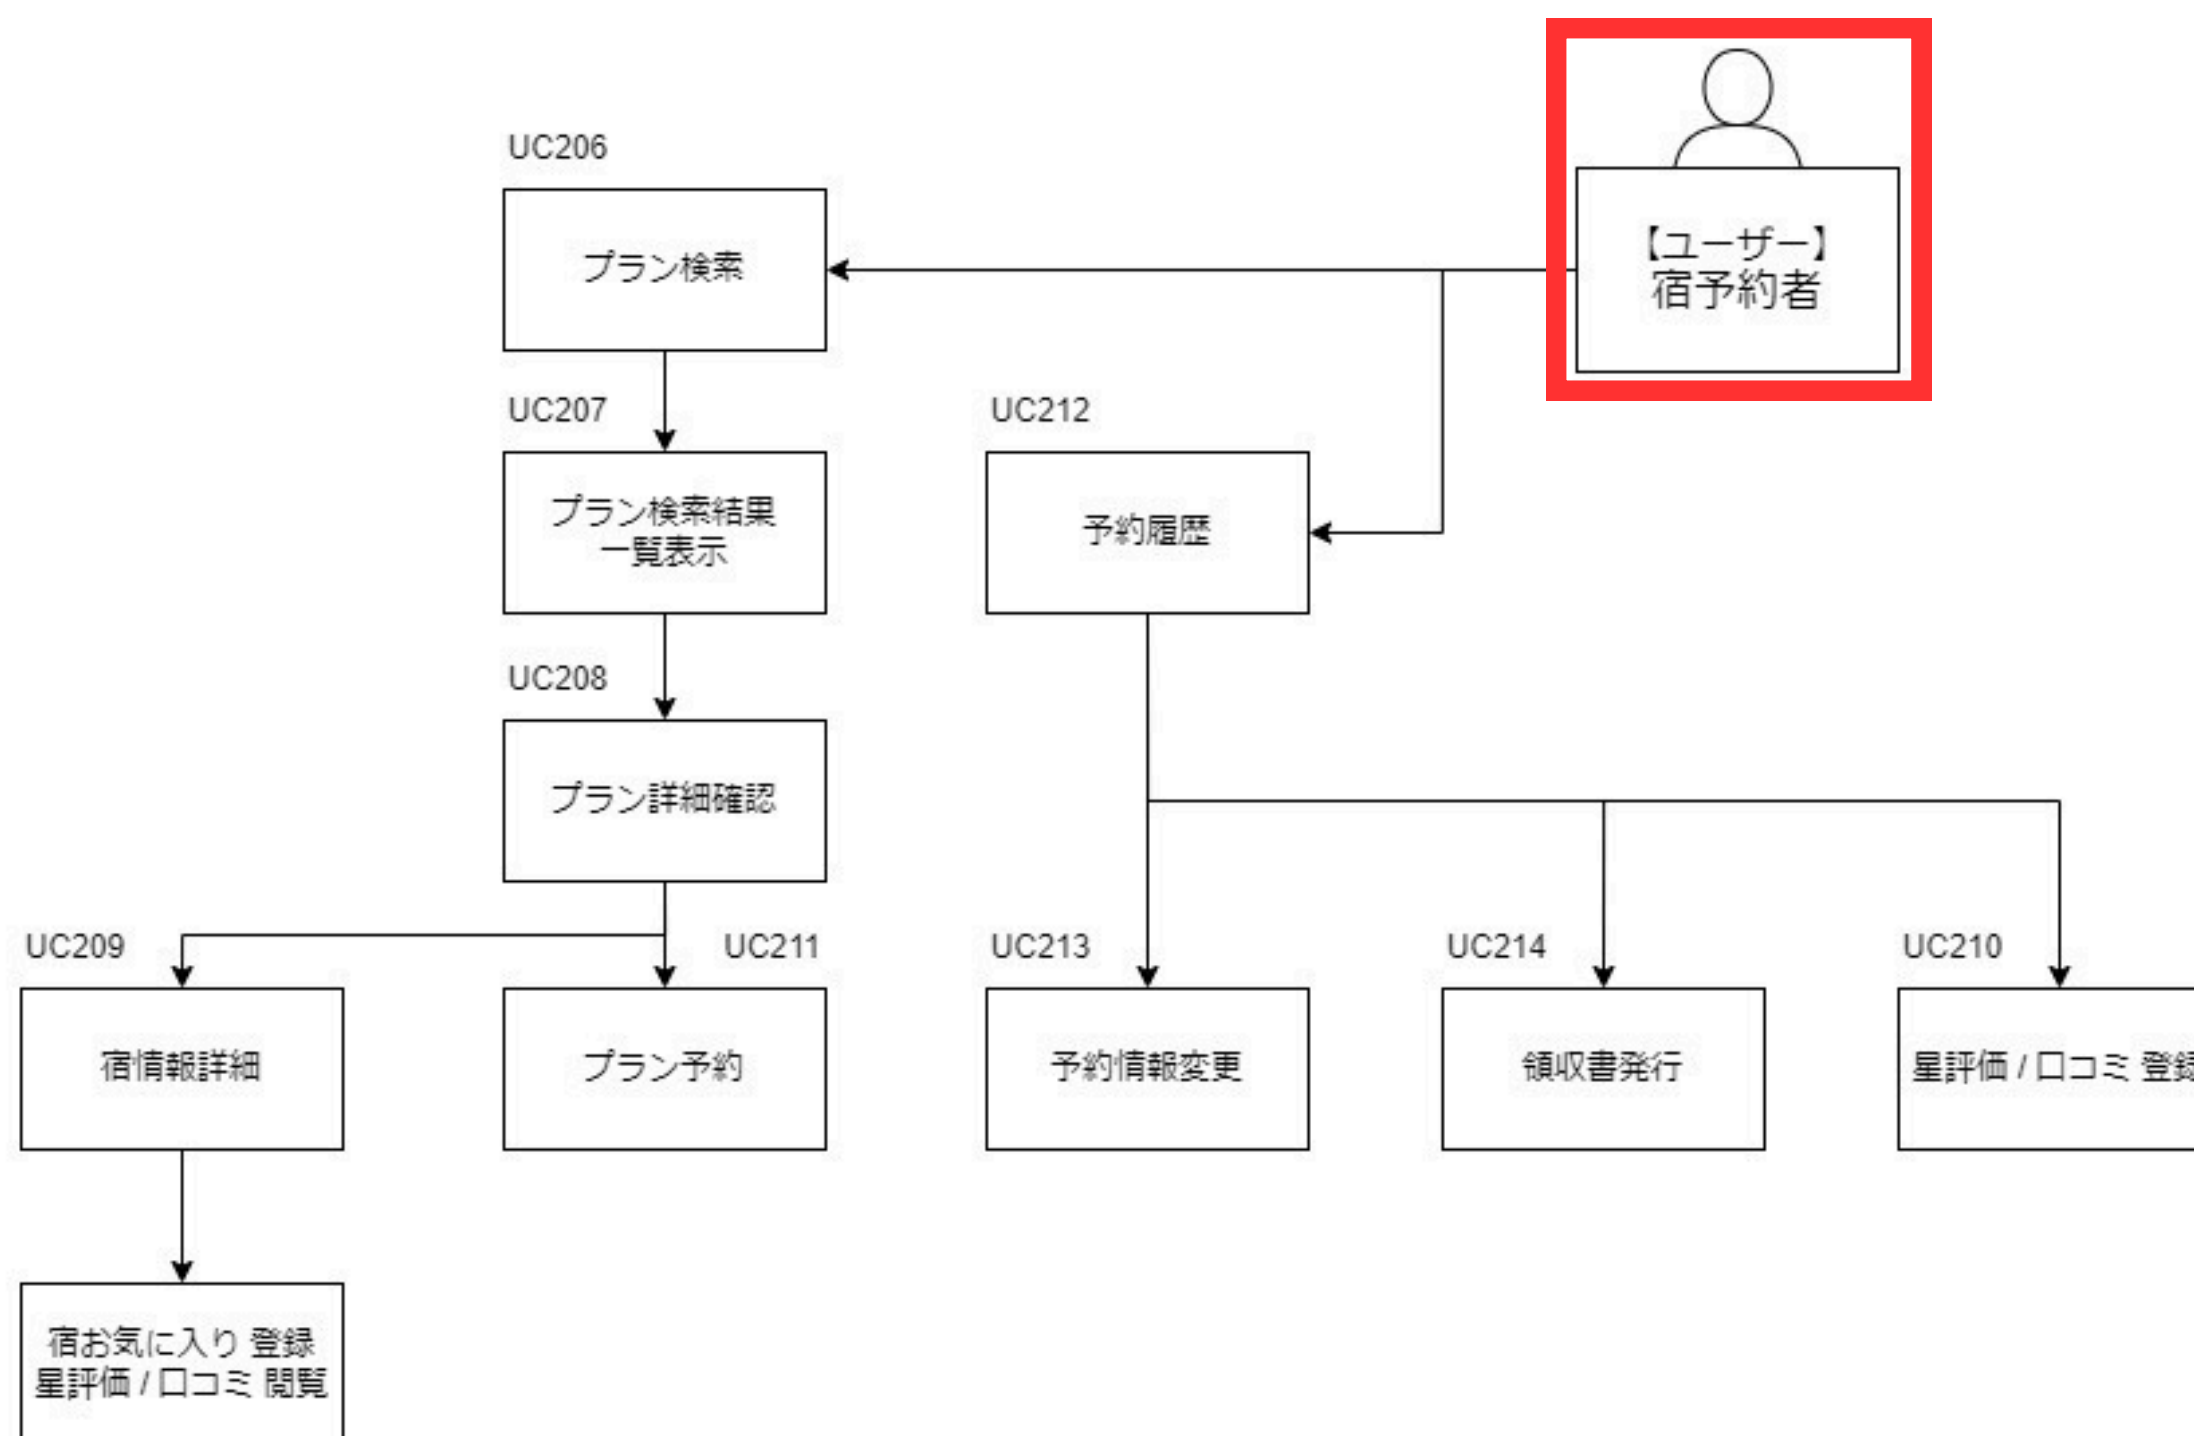 UC206
【ユーザー】
宿予約者
プラン検索
UC207
UC212
プラン検索結果
一覧表示
予約履歴
UC208
プラン詳細確認
UC209
UC211
UC213
UC214
UC210
宿情報詳細
プラン予約
予約情報変更
領収書発行
星評価 / 口コミ 登録
宿お気に入り 登録
星評価 / 口コミ 閲覧